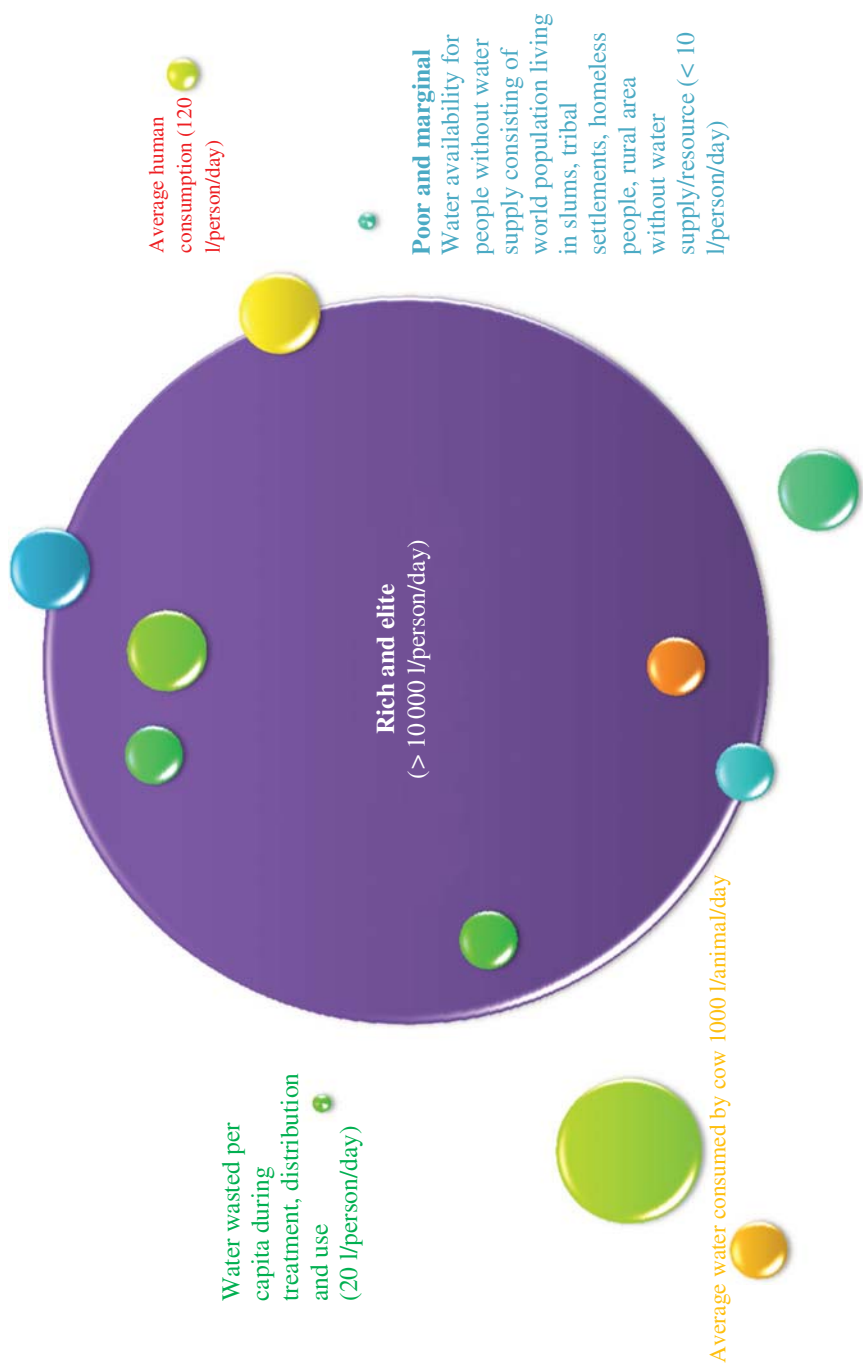 Water wasted per
capita during
treatment, distribution
and use
(20 l/person/day)
Average human
consumption (120
l/person/day)
Rich and elite
(> 10 000 l/person/day)
Poor and marginal
Water availability for
people without water
supply consisting of
world population living
in slums, tribal
settlements, homeless
people, rural area
without water
supply/resource (< 10
l/person/day)
Average water consumed by cow 1000 l/animal/day